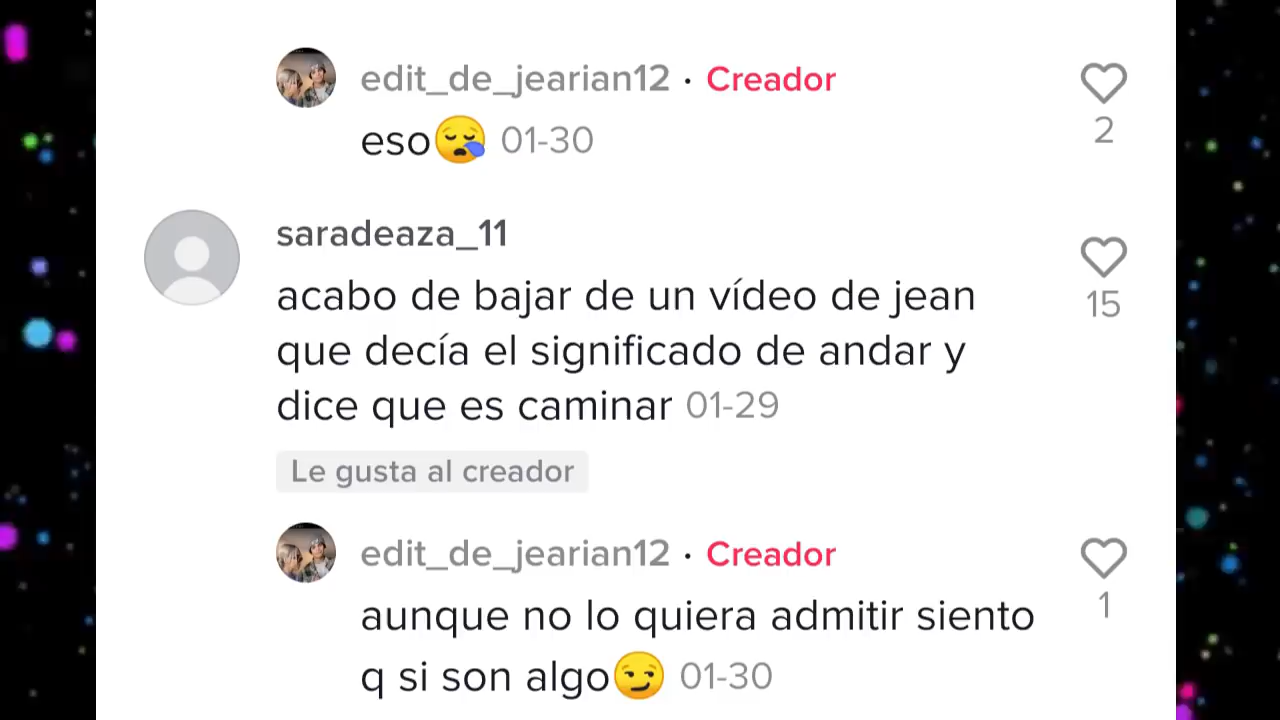 edit_de_jearian12 · Creador
2
eso😪 01-30
saradeaza_11
15
acabo de bajar de un vídeo de jean
que decía el significado de andar y
dice que es caminar 01-29
Le gusta al creador
edit_de_jearian12 · Creador
1
aunque no lo quiera admitir siento
q si son algo😏 01-30